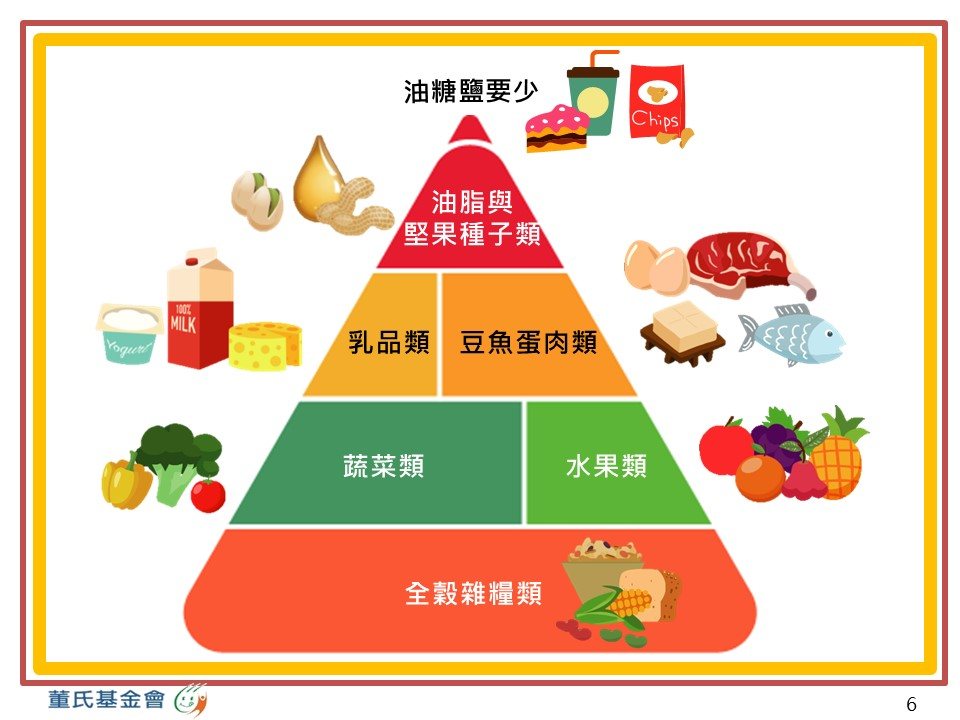 油糖鹽要少
Chips
油脂與
堅果種子類
100%
MILK
Yogurt
乳品類
豆魚蛋肉類
蔬菜類
水果類
全穀雜糧類
董氏基金會
6